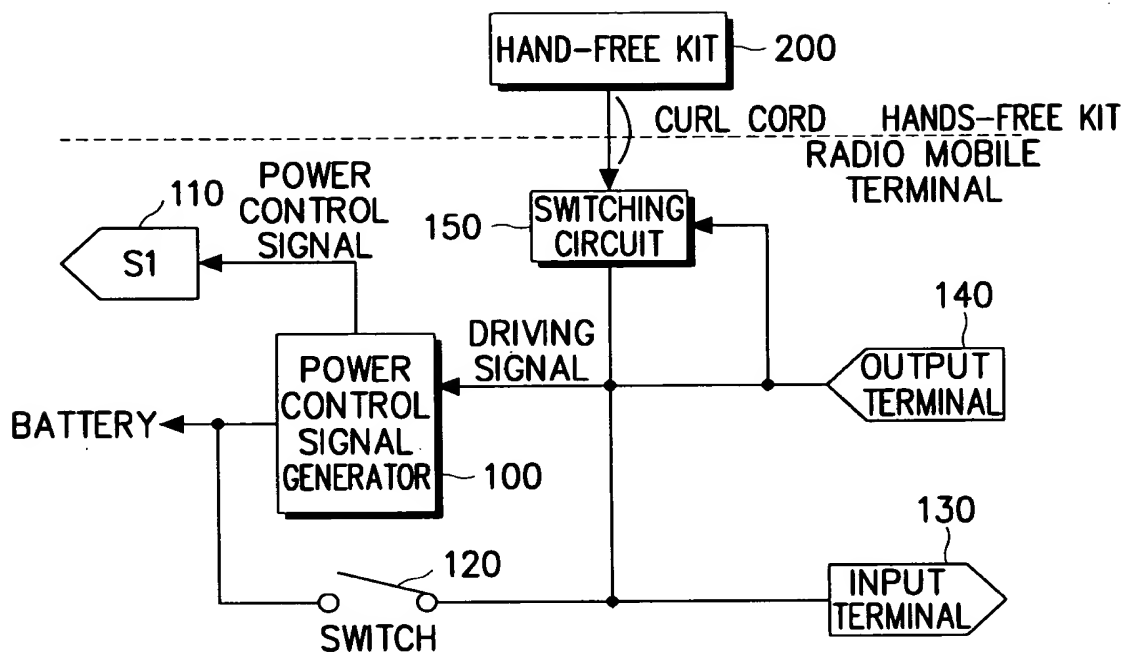 HAND-FREE KIT
200
CURL CORD
HANDS-FREE KIT
RADIO MOBILE
TERMINAL
110
POWER
CONTROL
SIGNAL
S1
150
SWITCHING
CIRCUIT
140
OUTPUT
TERMINAL
DRIVING
SIGNAL
POWER
CONTROL
SIGNAL
GENERATOR
100
BATTERY
120
SWITCH
130
INPUT
TERMINAL